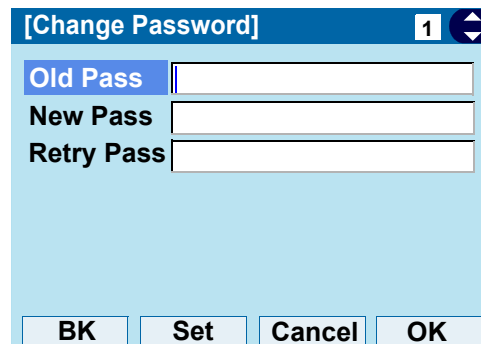 [Change Password] 1
Old Pass
New Pass
Retry Pass
BK Set Cancel OK